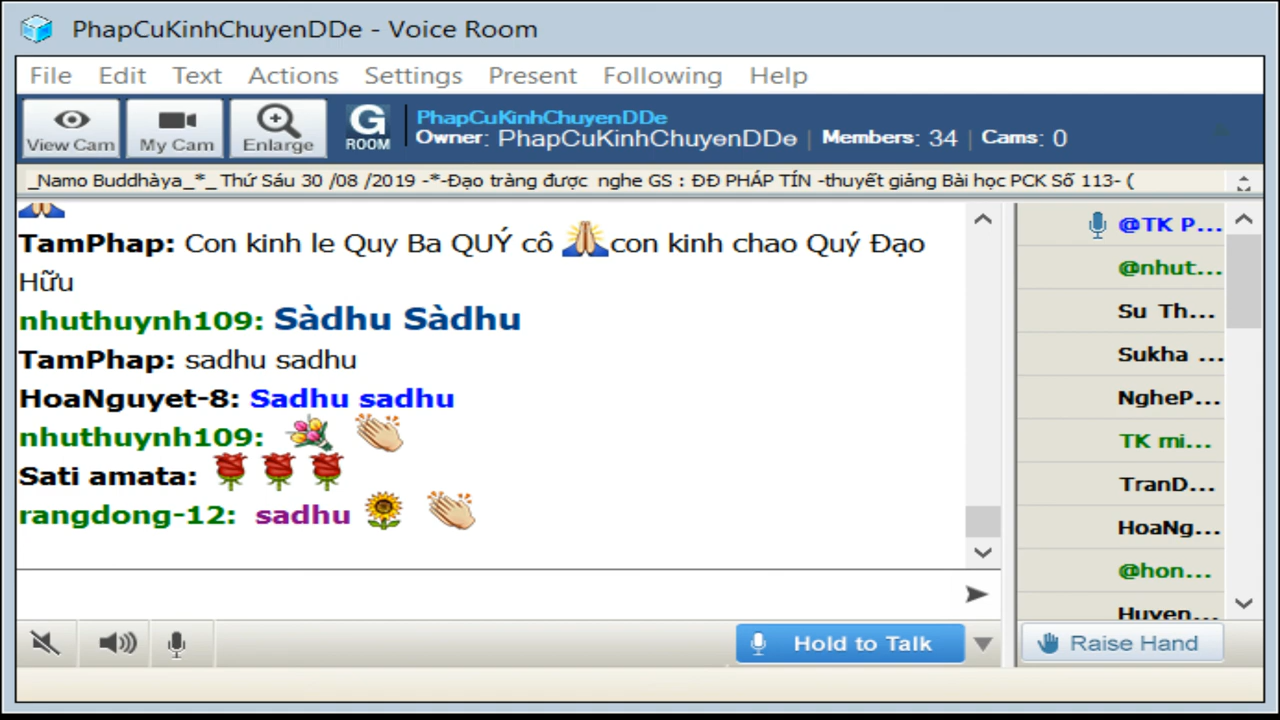 PhapCuKinhChuyenDDe - Voice Room
File Edit Text Actions Settings Present Following Help
View Cam My Cam Enlarge G ROOM
PhapCuKinhChuyenDDe
Owner: PhapCuKinhChuyenDDe | Members: 34 | Cams: 0
_Namo Buddhàya_*_ Thứ Sáu 30 /08 /2019 -*-Đạo tràng được nghe GS : ĐĐ PHÁP TÍN -thuyết giảng Bài học PCK Số 113- (
TamPhap: Con kinh le Quy Ba QUÝ cô con kinh chao Quý Đạo
Hữu
nhuthuynh109: Sàdhu Sàdhu
TamPhap: sadhu sadhu
HoaNguyet-8: Sadhu sadhu
nhuthuynh109:
Sati amata:
rangdong-12: sadhu
@TK P...
@nhut...
Su Th...
Sukha ...
NgheP...
TK mi...
TranD...
HoaNg...
@hon...
Huyen...
Hold to Talk
Raise Hand